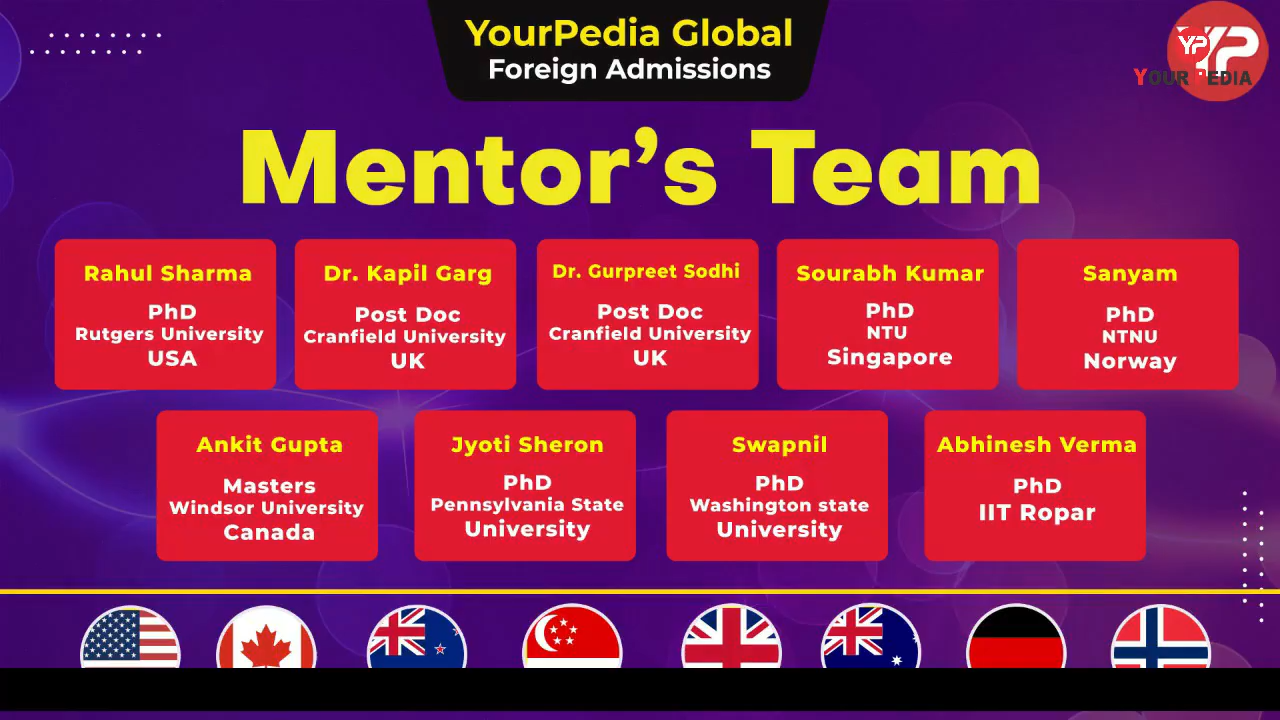 YourPedia Global
Foreign Admissions
YP
YP
YOUR PEDIA
Mentor's Team
Rahul Sharma
PhD
Rutgers University
USA
Dr. Kapil Garg
Post Doc
Cranfield University
UK
Dr. Gurpreet Sodhi
Post Doc
Cranfield University
UK
Sourabh Kumar
PhD
NTU
Singapore
Sanyam
PhD
NTNU
Norway
Ankit Gupta
Masters
Windsor University
Canada
Jyoti Sheron
PhD
Pennsylvania State
University
Swapnil
PhD
Washington state
University
Abhinesh Verma
PhD
IIT Ropar